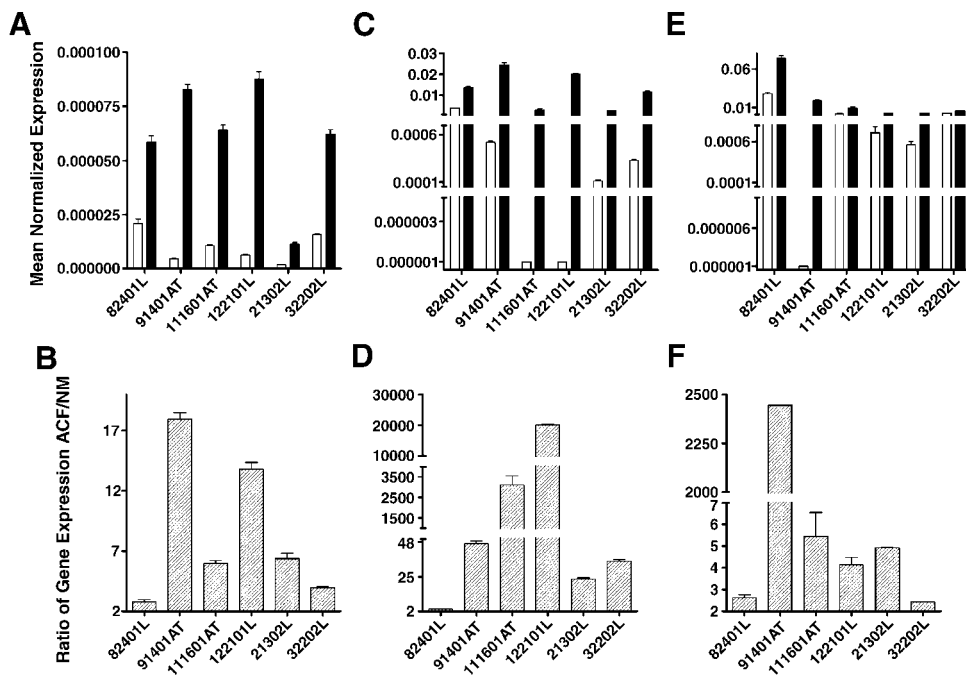 A
C
E
Mean Normalized Expression
0.000100
0.000075
0.000050
0.000025
0.000000
82401L
91401AT
111601AT
122101L
21302L
32202L
0.03
0.02
0.01
0.0006
0.0001
0.000003
0.000001
82401L
91401AT
111601AT
122101L
21302L
32202L
0.06
0.01
0.0006
0.0001
0.000006
0.000001
82401L
91401AT
111601AT
122101L
21302L
32202L
B
D
F
Ratio of Gene Expression ACF/NM
17
12
7
2
82401L
91401AT
111601AT
122101L
21302L
32202L
30000
20000
10000
3500
2500
1500
48
25
2
82401L
91401AT
111601AT
122101L
21302L
32202L
2500
2250
2000
7
6
5
4
3
2
82401L
91401AT
111601AT
122101L
21302L
32202L